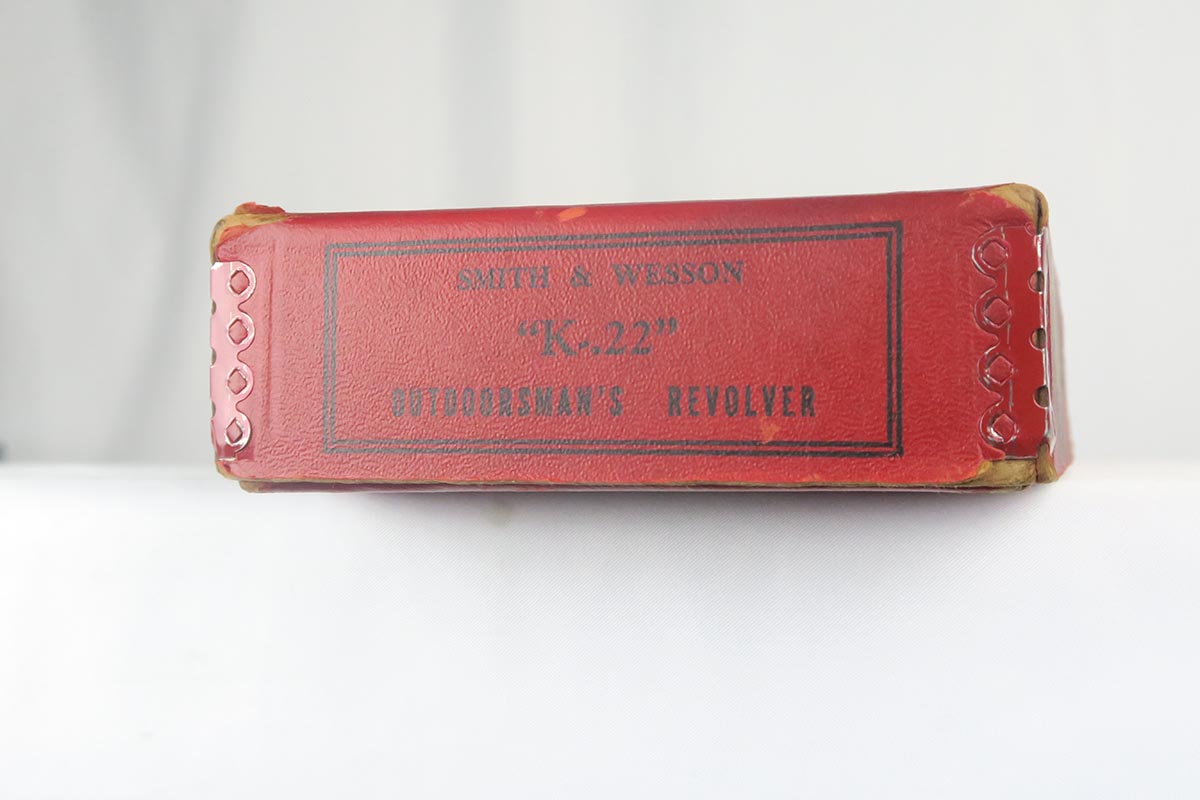 SMITH & WESSON
“K-.22”
OUTDOORSMAN'S REVOLVER